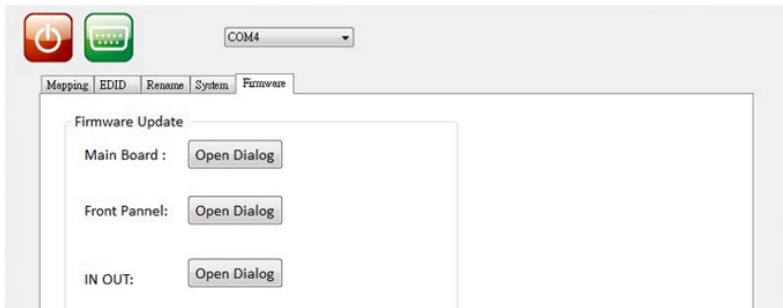 COM4
Mapping EDID Rename System Firmware
Firmware Update
Main Board : Open Dialog
Front Pannel: Open Dialog
IN OUT: Open Dialog